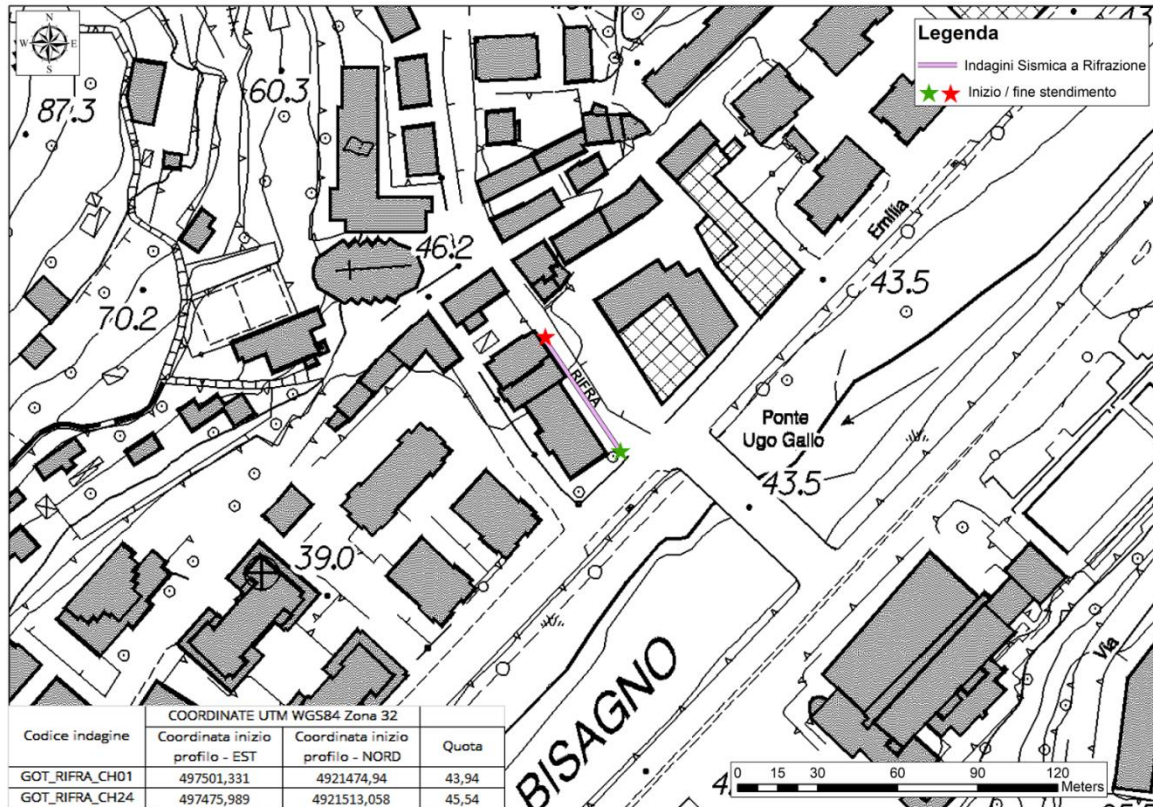 N
W E
S
87.3
60.3
Legenda
Indagini Sismica a Rifrazione
Inizio / fine stendimento
Emilia
46.2
43.5
70.2
RIFRA
Ponte
Ugo Gallo
43.5
39.0
BISAGNO
Via
COORDINATE UTM WGS84 Zona 32
Codice indagine Coordinata inizio profilo - EST Coordinata inizio profilo - NORD Quota
GOT_RIFRA_CH01 497501,331 4921474,94 43,94
GOT_RIFRA_CH24 497475,989 4921513,058 45,54
0 15 30 60 90 120
Meters